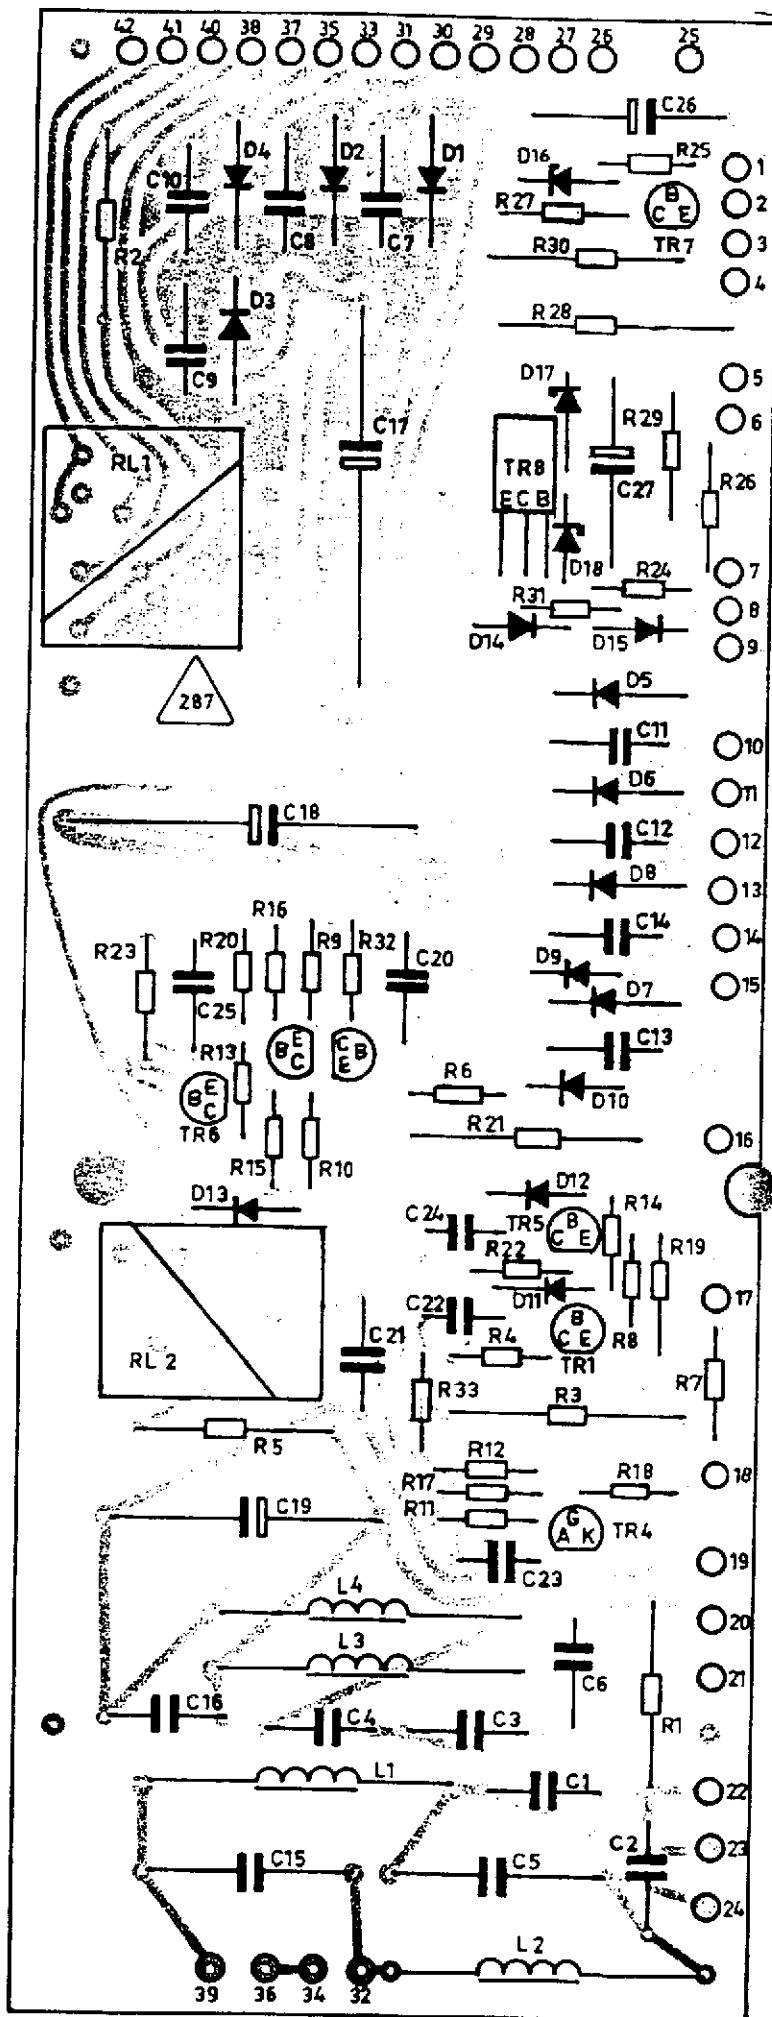 42 41 40 38 37 35 33 31 30 29 28 27 26 25
C26
D4 D2 D1 D16 R25 1
C10 R27 B 2
C E
R2 C8 C7 R30 TR7 3
4
D3 R28
C9 D17 5
C17 R29 6
RL1 TR8 R26
C27
E C B
D18 R24 7
R31 8
D14 D15 9
287 D5
C11 10
D6 11
C18 C12 12
D8 13
R16 C14 14
R23 R20 R9 R32 C20 D9
C25 D7 15
R13 B E C C B E C13
B E C R6 D10
TR6 R21 16
R15 R10
D13 D12
C24 TR5 B R14
C E
R22 R19
D11 17
C22 B
C21 R4 C E R8
RL 2 TR1
R33 R3 R7
R5 R12
R17 R18 18
C19 R11 G
A K TR4
C23 19
L4 20
L3 21
C6
C16 C4 C3 R1
L1 C1 22
C2 23
C15 C5
24
L2
39 36 34 32